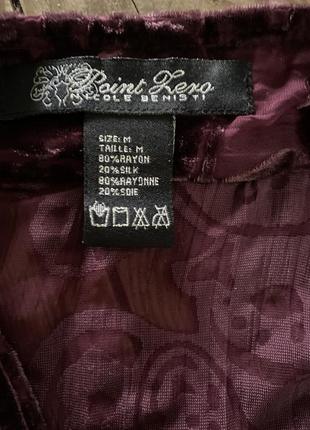 Point Zero
COLE BENISTI
SIZE: M
TAILLE: M
80%RAYON
20%SILK
80%RAYONNE
20%SOIE